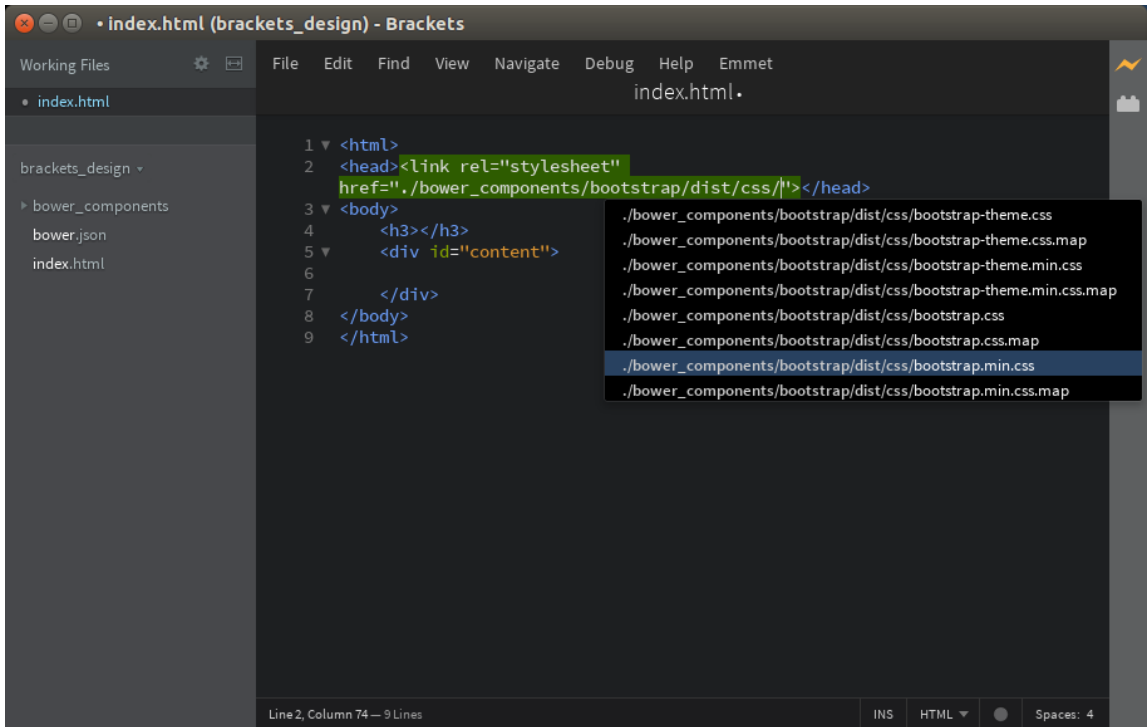 • index.html (brackets_design) - Brackets
Working Files
• index.html
brackets_design
bower_components
bower.json
index.html
File Edit Find View Navigate Debug Help Emmet
index.html•
1 <html>
2 <head><link rel="stylesheet"
href="./bower_components/bootstrap/dist/css/"></head>
3 <body>
4 <h3></h3>
5 <div id="content">
6
7 </div>
8 </body>
9 </html>
./bower_components/bootstrap/dist/css/bootstrap-theme.css
./bower_components/bootstrap/dist/css/bootstrap-theme.css.map
./bower_components/bootstrap/dist/css/bootstrap-theme.min.css
./bower_components/bootstrap/dist/css/bootstrap-theme.min.css.map
./bower_components/bootstrap/dist/css/bootstrap.css
./bower_components/bootstrap/dist/css/bootstrap.css.map
./bower_components/bootstrap/dist/css/bootstrap.min.css
./bower_components/bootstrap/dist/css/bootstrap.min.css.map
Line 2, Column 74 — 9 Lines
INS HTML Spaces: 4